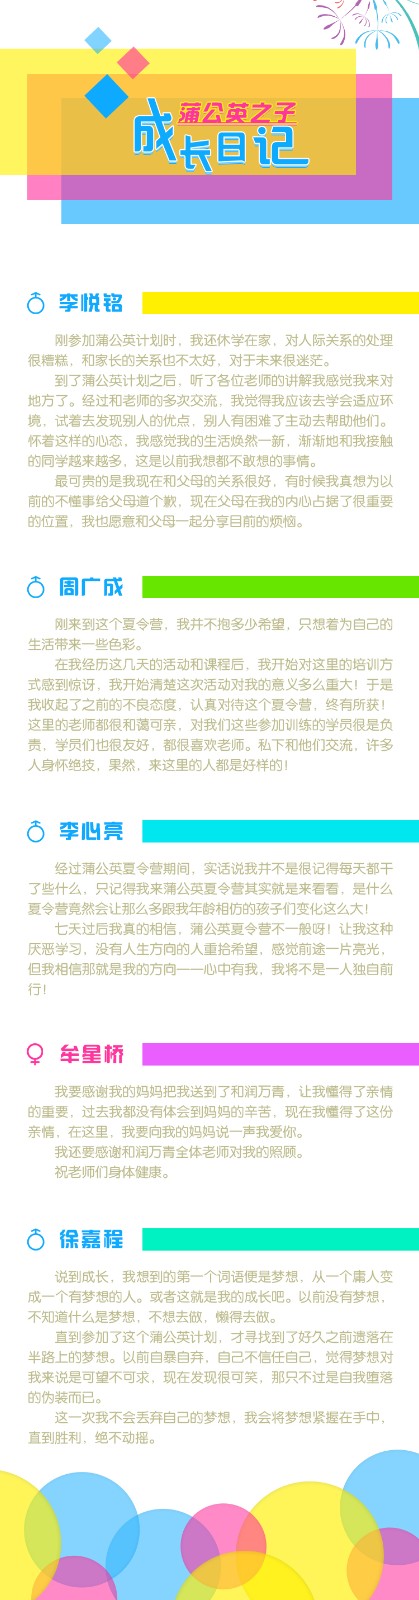 蒲公英之子
成长日记
李悦铭
刚参加蒲公英计划时，我还休学在家，对人际关系的处理
很糟糕，和家长的关系也不太好，对于未来很迷茫。
到了蒲公英计划之后，听了各位老师的讲解我感觉我来对
地方了。经过和老师的多次交流，我觉得我应该去学会适应环
境，试着去发现别人的优点，别人有困难了主动去帮助他们。
怀着这样的心态，我感觉我的生活焕然一新，渐渐地和我接触
的同学越来越多，这是以前我想都不敢想的事情。
最可贵的是我现在和父母的关系很好，有时候我真想为以
前的不懂事给父母道个歉，现在父母在我的内心占据了很重要
的位置，我也愿意和父母一起分享目前的烦恼。
周广成
刚来到这个夏令营，我并不抱多少希望，只想着为自己的
生活带来一些色彩。
在我经历这几天的活动和课程后，我开始对这里的培训方
式感到惊讶，我开始清楚这次活动对我的意义多么重大！于是
我收起了之前的不良态度，认真对待这个夏令营，终有所获！
这里的老师都很和蔼可亲，对我们这些参加训练的学员很是负
责，学员们也很友好，都很喜欢老师。私下和他们交流，许多
人身怀绝技，果然，来这里的人都是好样的！
李心亮
经过蒲公英夏令营期间，实话说我并不是很记得每天都干
了些什么，只记得我来蒲公英夏令营其实就是来看看，是什么
夏令营竟然会让那么多跟我年龄相仿的孩子们变化这么大！
七天过后我真的相信，蒲公英夏令营不一般呀！让我这种
厌恶学习，没有人生方向的人重拾希望，感觉前途一片亮光，
但我相信那就是我的方向——心中有我，我将不是一人独自前
行！
牟星桥
我要感谢我的妈妈把我送到了和润万青，让我懂得了亲情
的重要，过去我都没有体会到妈妈的辛苦，现在我懂得了这份
亲情，在这里，我要向我的妈妈说一声我爱你。
我还要感谢和润万青全体老师对我的照顾。
祝老师们身体健康。
徐嘉程
说到成长，我想到的第一个词语便是梦想，从一个庸人变
成一个有梦想的人。或者这就是我的成长吧。以前没有梦想，
不知道什么是梦想，不想去做，懒得去做。
直到参加了这个蒲公英计划，才寻找到了好久之前遗落在
半路上的梦想。以前自暴自弃，自己不信任自己，觉得梦想对
我来说是可望不可求，现在发现很可笑，那只不过是自我堕落
的伪装而已。
这一次我不会丢弃自己的梦想，我会将梦想紧握在手中，
直到胜利，绝不动摇。